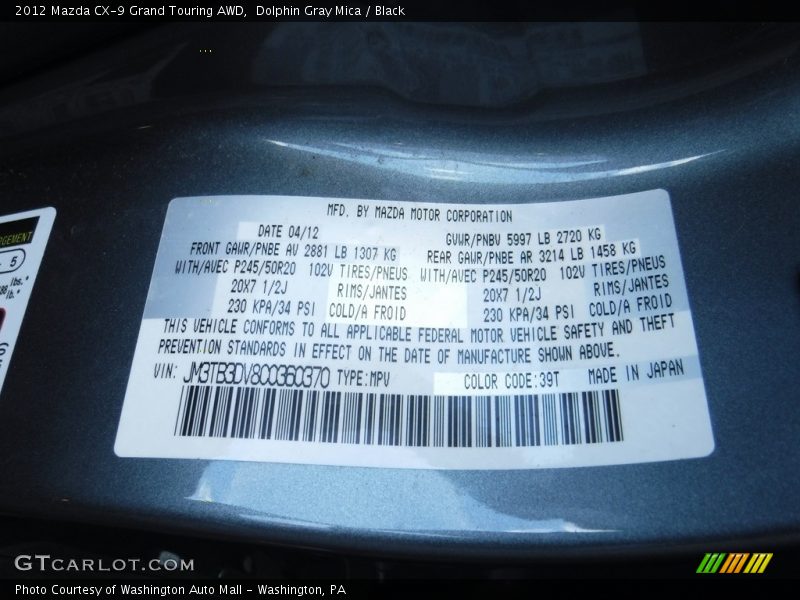 2012 Mazda CX-9 Grand Touring AWD,  Dolphin Gray Mica / Black
MFD. BY MAZDA MOTOR CORPORATION
DATE 04/12 GVWR/PNBV 5997 LB 2720 KG
FRONT GAWR/PNBE AV 2881 LB 1307 KG REAR GAWR/PNBE AR 3214 LB 1458 KG
WITH/AVEC P245/50R20 102V TIRES/PNEUS WITH/AVEC P245/50R20 102V TIRES/PNEUS
20X7 1/2J RIMS/JANTES 20X7 1/2J RIMS/JANTES
230 KPA/34 PSI COLD/A FROID 230 KPA/34 PSI COLD/A FROID
THIS VEHICLE CONFORMS TO ALL APPLICABLE FEDERAL MOTOR VEHICLE SAFETY AND THEFT
PREVENTION STANDARDS IN EFFECT ON THE DATE OF MANUFACTURE SHOWN ABOVE.
VIN: JM3TB3DV8C0360370 TYPE:MPV COLOR CODE:39T MADE IN JAPAN
5
lbs.*
lb.*
GTCARLOT.COM
Photo Courtesy of Washington Auto Mall - Washington, PA